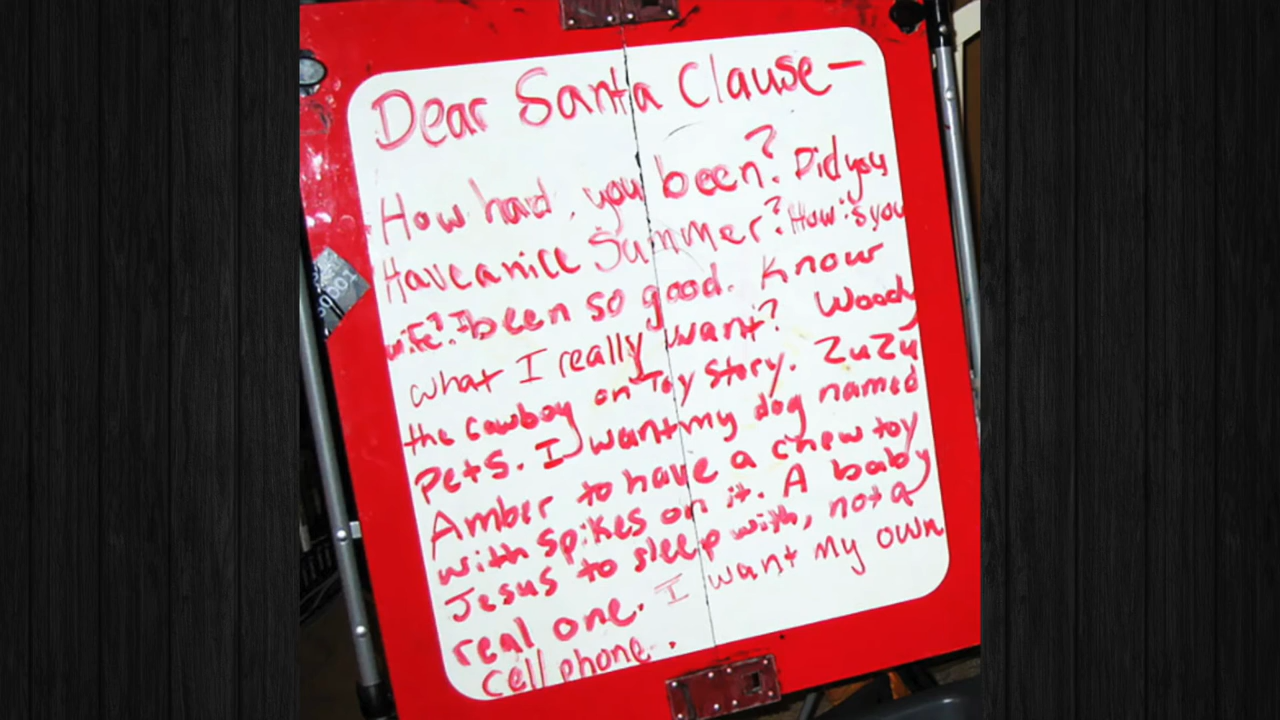 Dear Santa Clause —
How had you been? Did you
Have a nice Summer? How's you
wife? I been so good. Know
what I really want? Woody
the cowboy on Toy Story. ZuZu
Pets. I want my dog named
Amber to have a chew toy
with spikes on it. A baby
Jesus to sleep with, not a
real one. I want my own
cell phone.